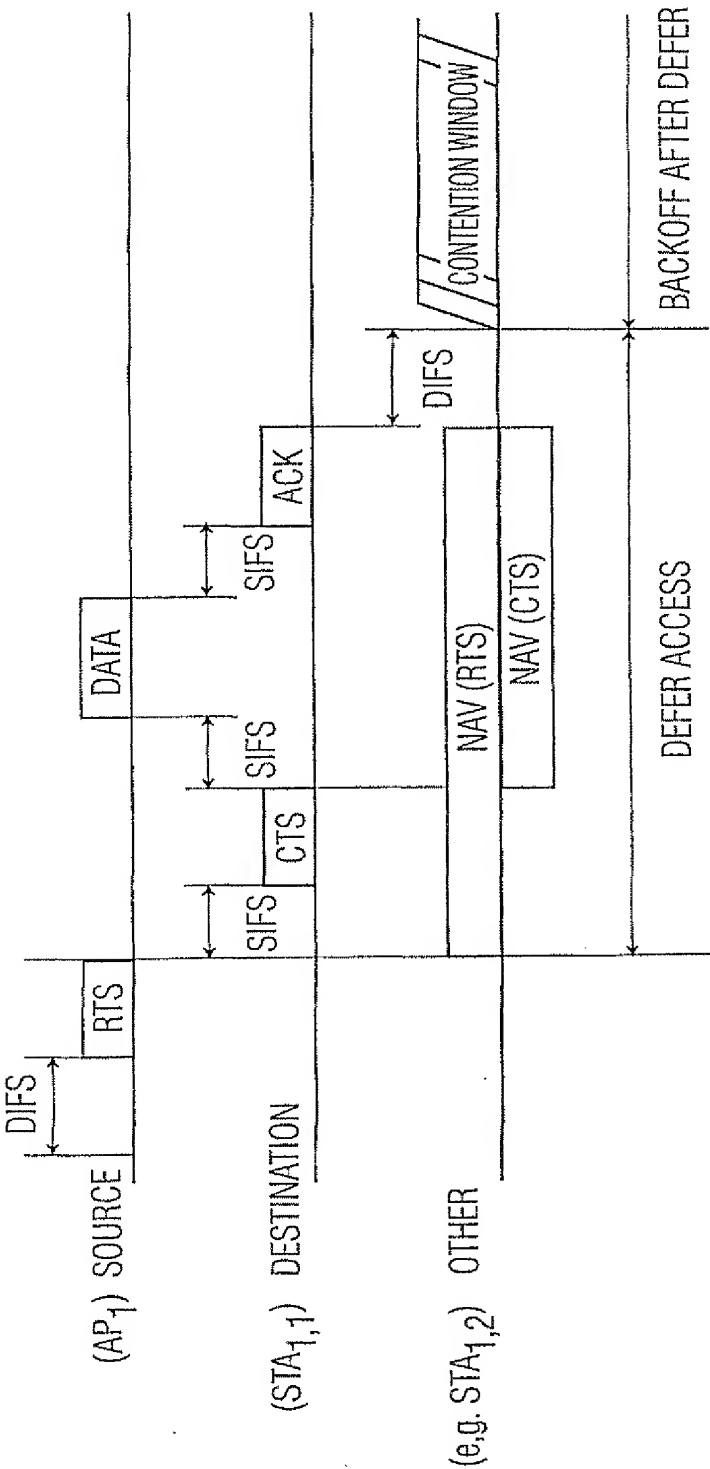 DIFS
(AP1) SOURCE
RTS
DATA
SIFS
SIFS
SIFS
(STA1,1) DESTINATION
CTS
ACK
DIFS
(e,g. STA1,2) OTHER
NAV (RTS)
NAV (CTS)
CONTENTION WINDOW
DEFER ACCESS
BACKOFF AFTER DEFER